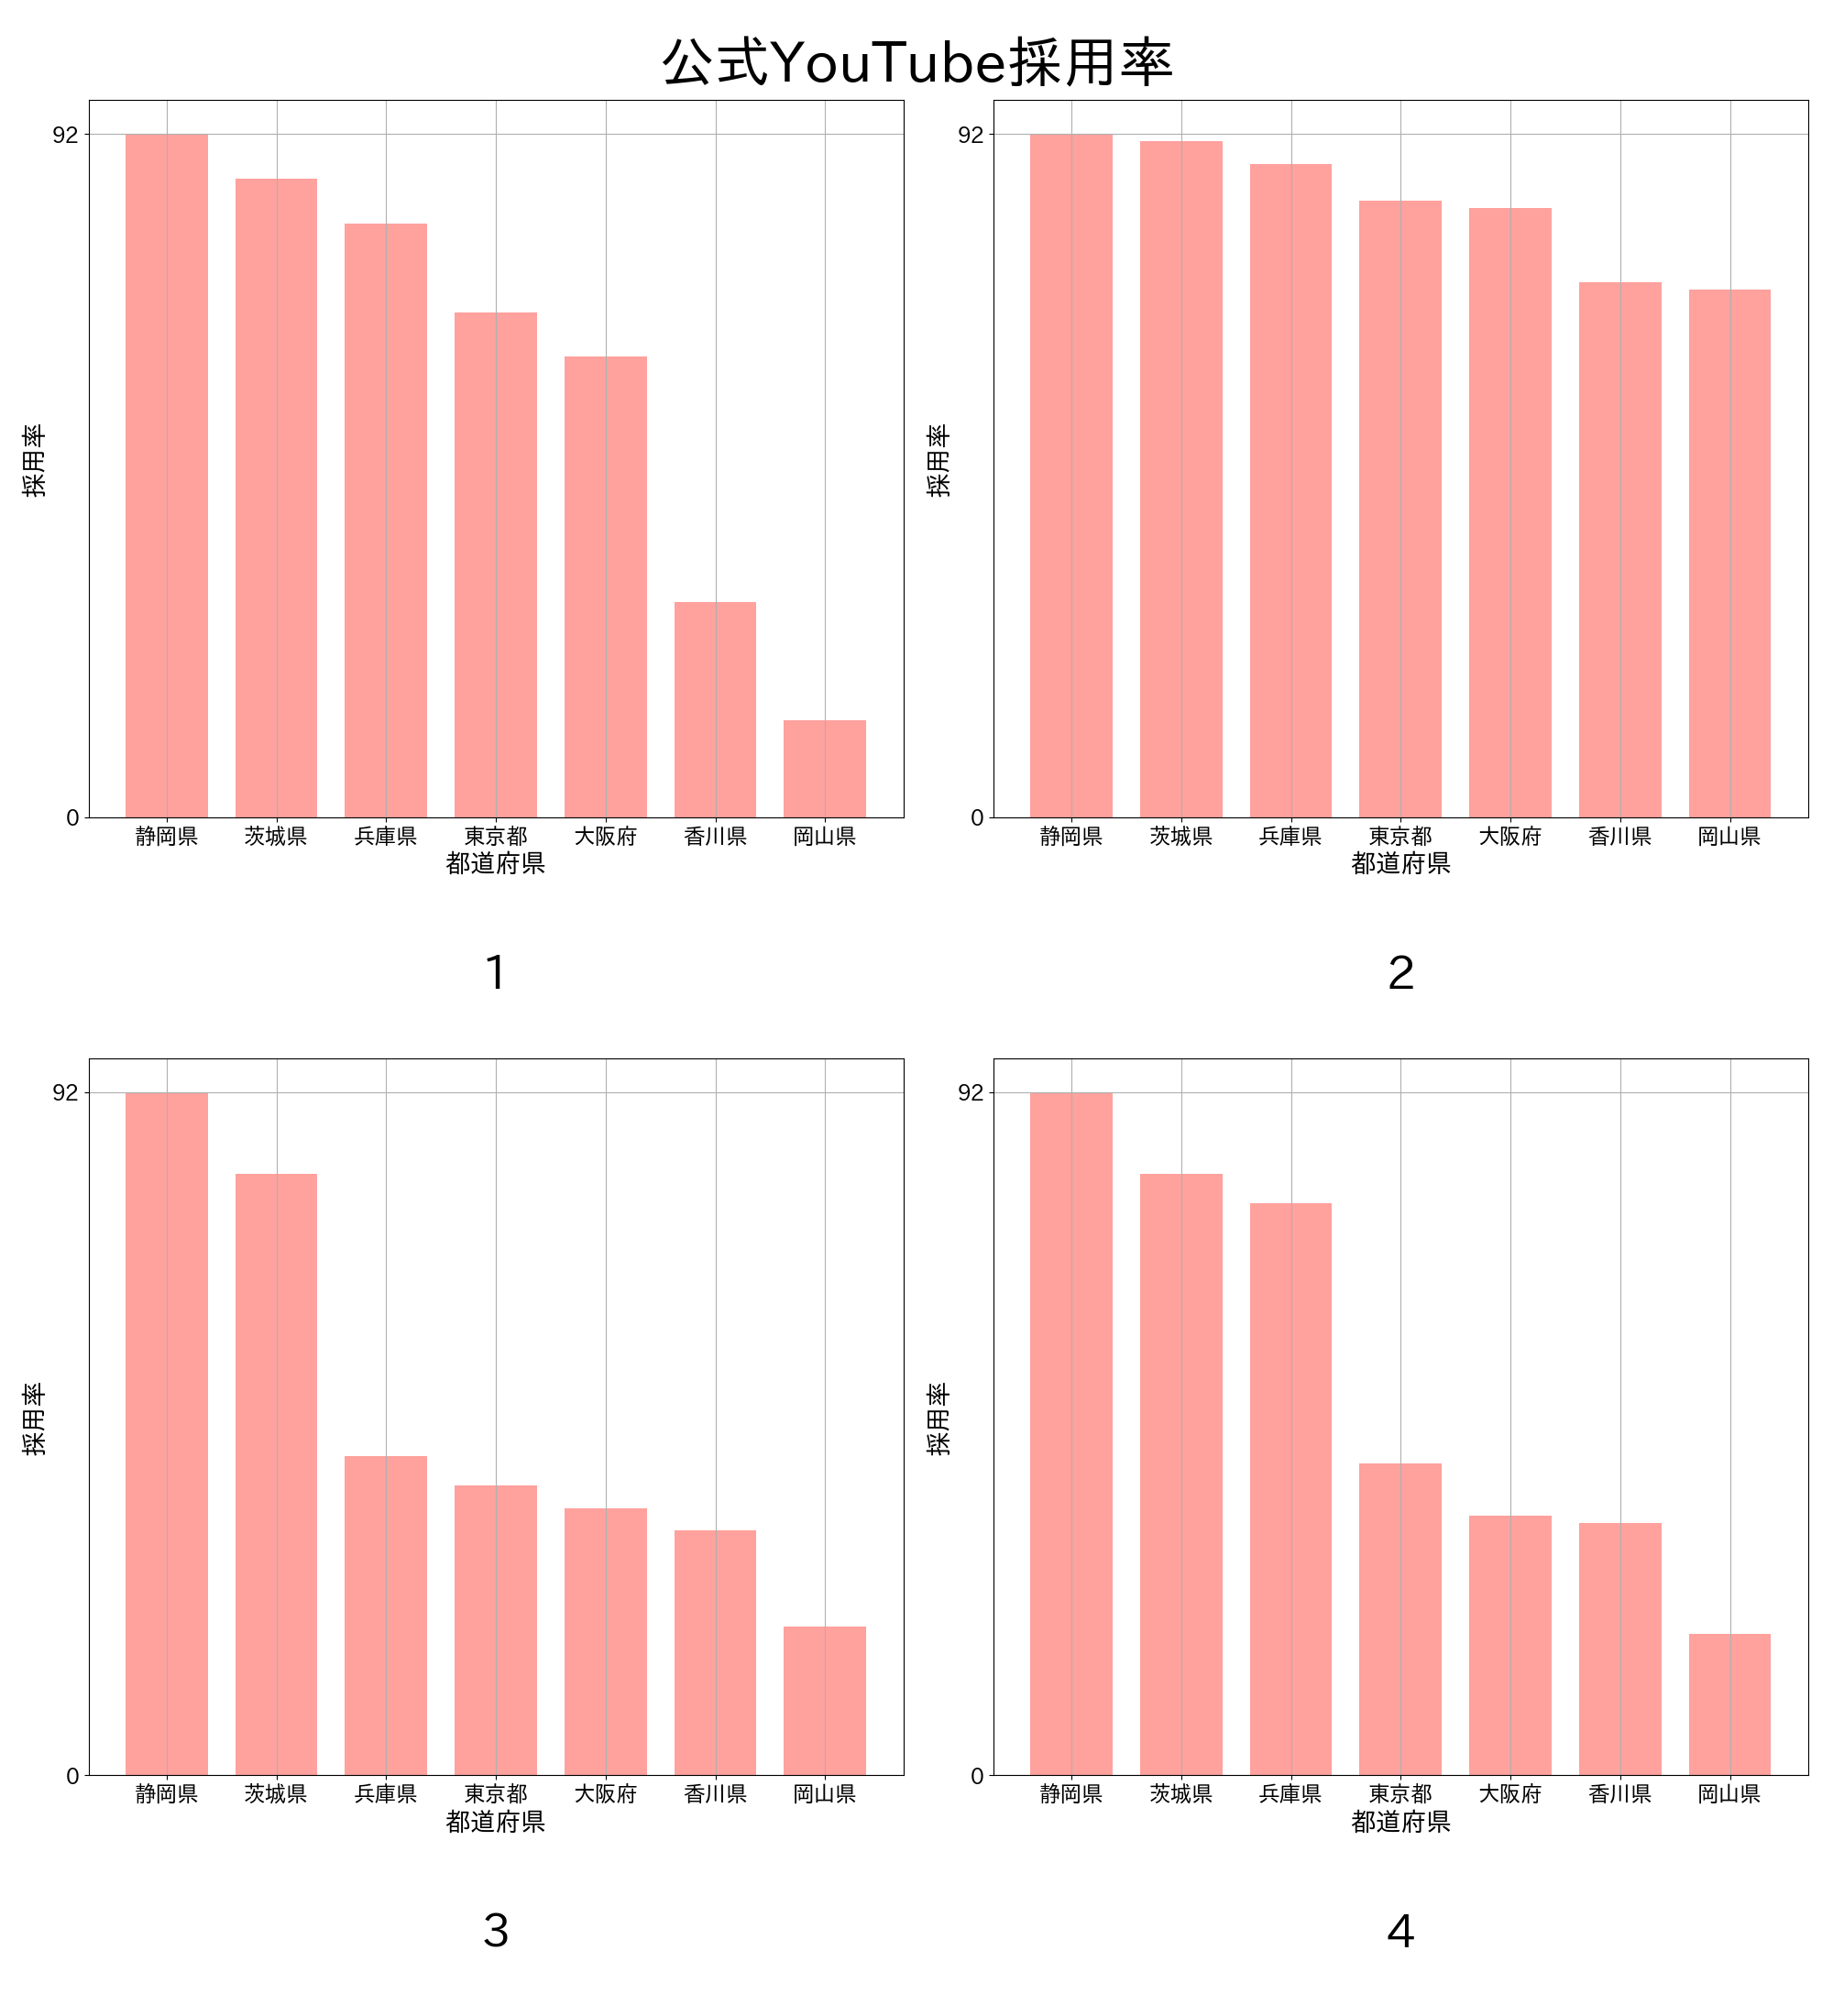 公式YouTube採用率
92
0
採用率
静岡県 茨城県 兵庫県 東京都 大阪府 香川県 岡山県
都道府県
1
92
0
採用率
静岡県 茨城県 兵庫県 東京都 大阪府 香川県 岡山県
都道府県
2
92
0
採用率
静岡県 茨城県 兵庫県 東京都 大阪府 香川県 岡山県
都道府県
3
92
0
採用率
静岡県 茨城県 兵庫県 東京都 大阪府 香川県 岡山県
都道府県
4